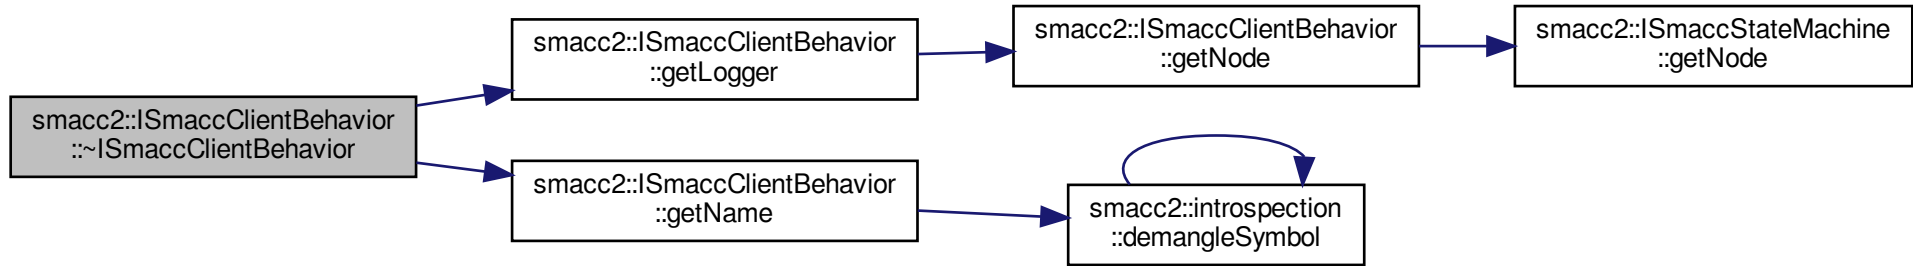 smacc2::ISmaccClientBehavior
::~ISmaccClientBehavior
smacc2::ISmaccClientBehavior
::getLogger
smacc2::ISmaccClientBehavior
::getNode
smacc2::ISmaccStateMachine
::getNode
smacc2::ISmaccClientBehavior
::getName
smacc2::introspection
::demangleSymbol